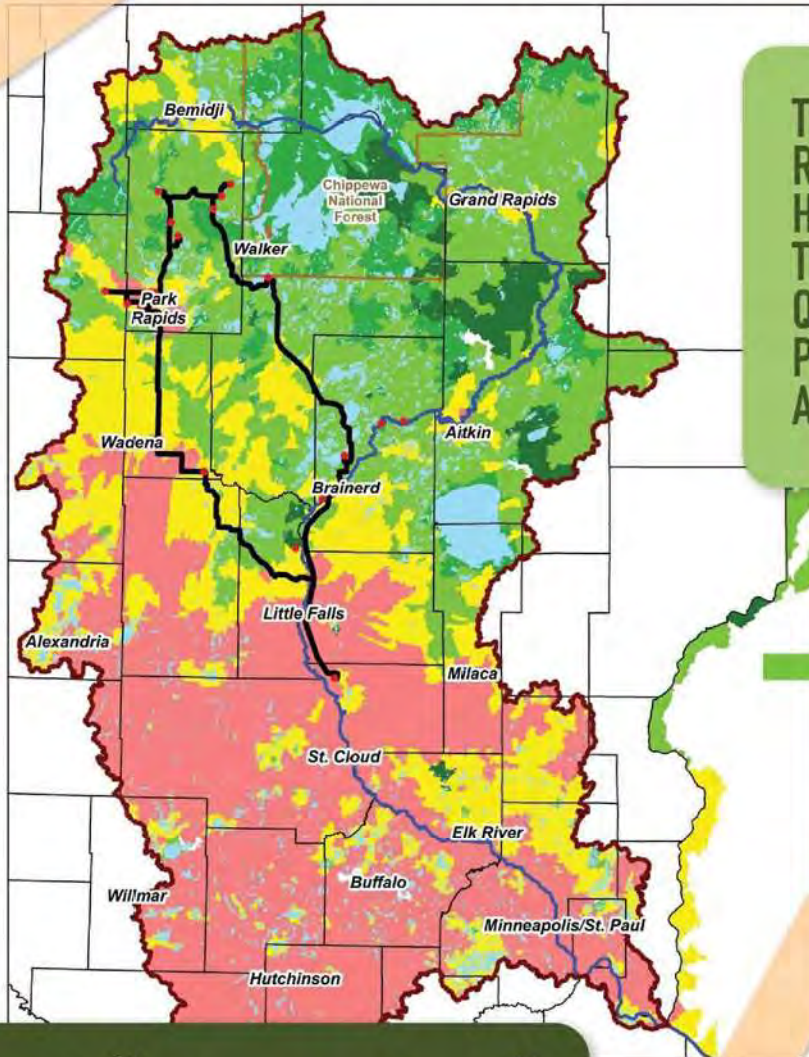 Bemidji
Chippewa
National
Forest
Grand Rapids
Walker
Park
Rapids
Wadena
Aitkin
Brainerd
Little Falls
Alexandria
Milaca
St. Cloud
Elk River
Willmar
Buffalo
Minneapolis/St. Paul
Hutchinson
T
R
H
T
Q
P
A